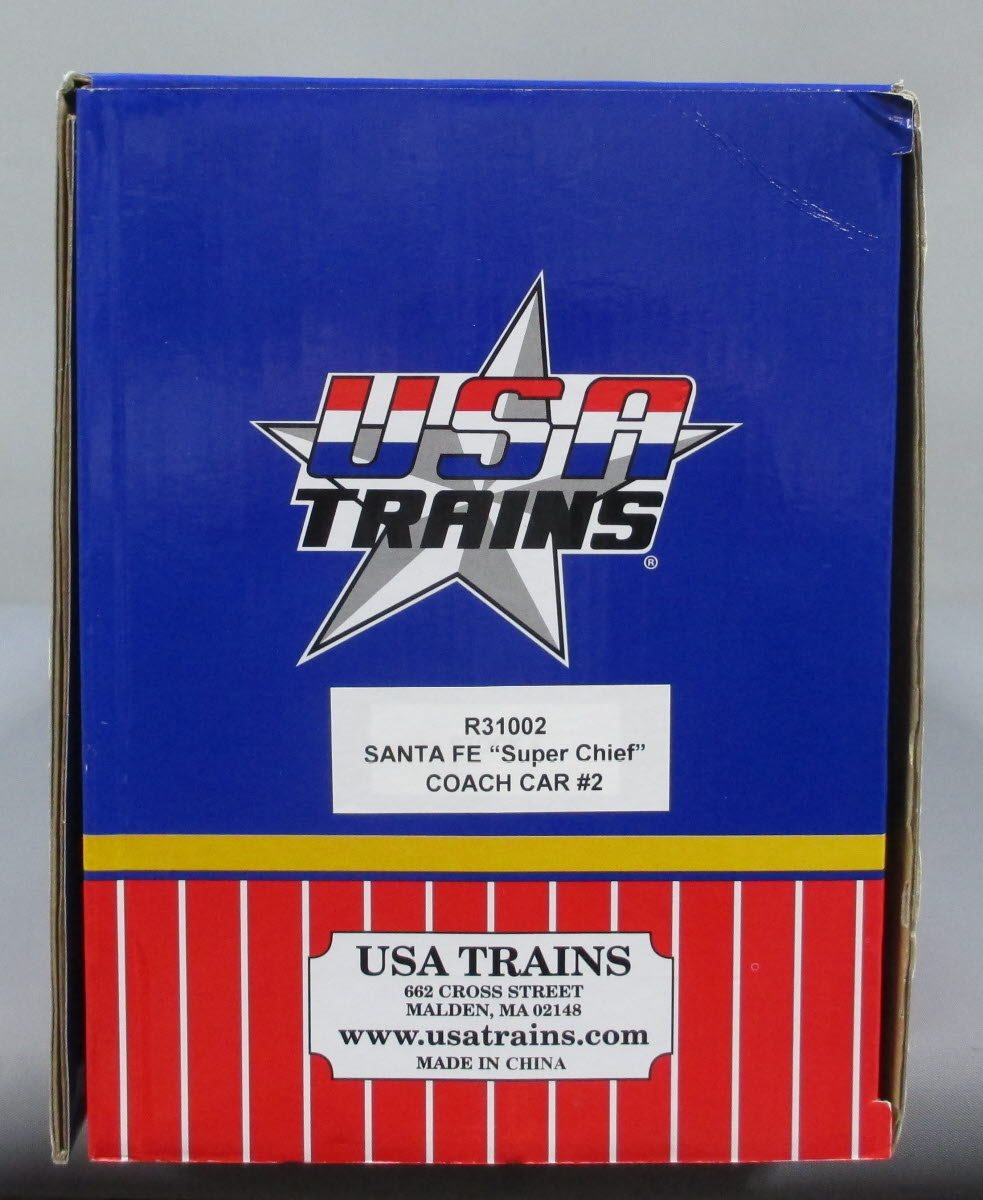 USA
TRAINS
®
R31002
SANTA FE “Super Chief”
COACH CAR #2
USA TRAINS
662 CROSS STREET
MALDEN, MA 02148
www.usatrains.com
MADE IN CHINA